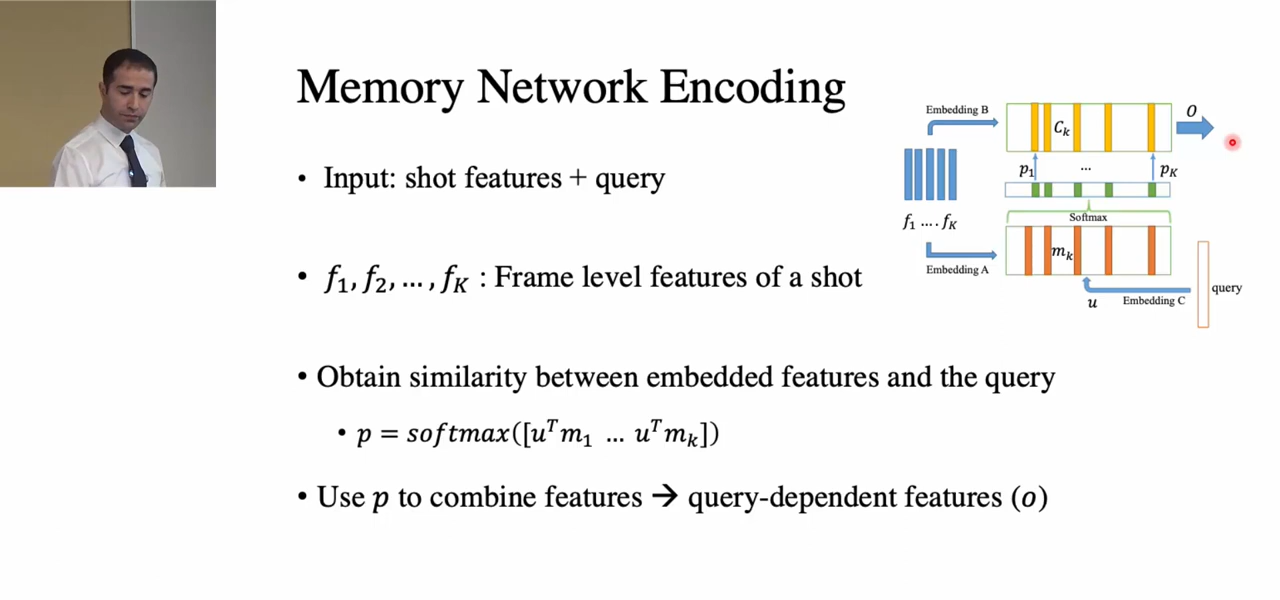 Memory Network Encoding
• Input: shot features + query
• f₁, f₂, … , f_K : Frame level features of a shot
• Obtain similarity between embedded features and the query
• p = softmax([uᵀm₁ … uᵀm_k])
• Use p to combine features → query-dependent features (o)
Embedding B
C_k
O
p₁ … p_K
f₁ …. f_K
Softmax
m_k
Embedding A
u
Embedding C
query